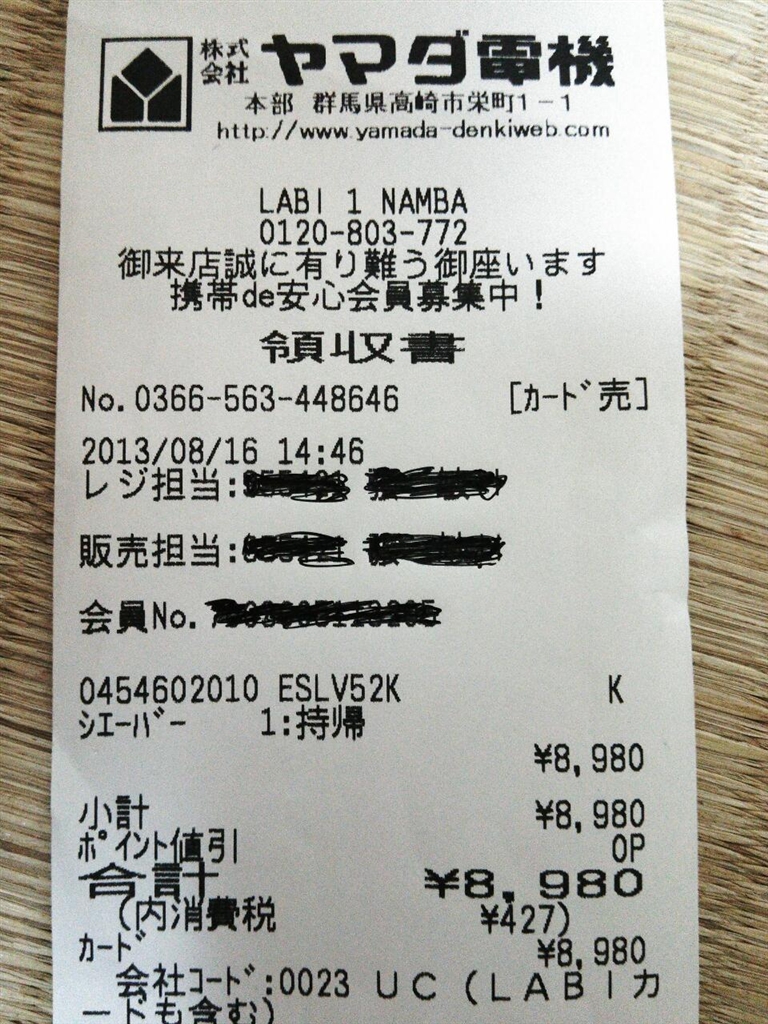 株式会社 ヤマダ電機
本部 群馬県高崎市栄町1-1
http://www.yamada-denkiweb.com
LABI 1 NAMBA
0120-803-772
御来店誠に有り難う御座います
携帯de安心会員募集中!
領収書
No.0366-563-448646 [ｶｰﾄﾞ売]
2013/08/16 14:46
レジ担当:
販売担当:
会員No.
0454602010 ESLV52K K
ｼｴｰﾊﾞｰ 1:持帰
¥8,980
小計 ¥8,980
ﾎﾟｲﾝﾄ値引 0P
合計 ¥8,980
(内消費税 ¥427)
ｶｰﾄﾞ ¥8,980
会社ｺｰﾄﾞ:0023 UC(LABIカ
ードも含む)